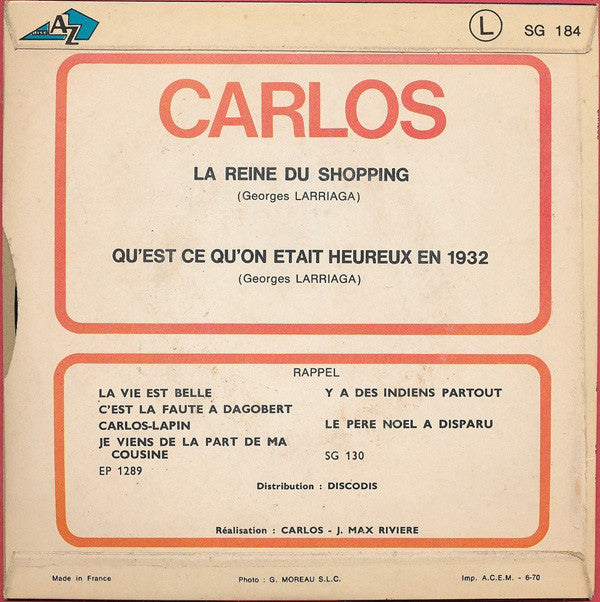 disc AZ
L SG 184
CARLOS
LA REINE DU SHOPPING
(Georges LARRIAGA)
QU'EST CE QU'ON ETAIT HEUREUX EN 1932
(Georges LARRIAGA)
RAPPEL
LA VIE EST BELLE
C'EST LA FAUTE A DAGOBERT
CARLOS-LAPIN
JE VIENS DE LA PART DE MA
COUSINE
EP 1289
Y A DES INDIENS PARTOUT
LE PERE NOEL A DISPARU
SG 130
Distribution : DISCODIS
Réalisation : CARLOS - J. MAX RIVIERE
Made in France Photo : G. MOREAU S.L.C. Imp. A.C.E.M. - 6-70